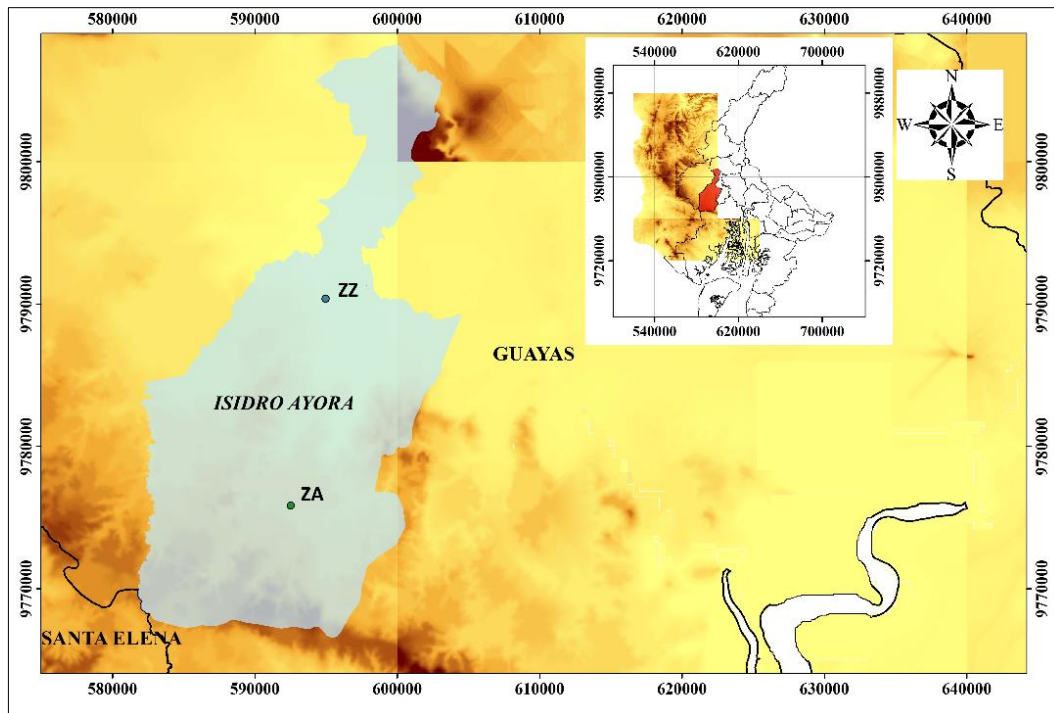 580000 590000 600000 610000 620000 630000 640000
540000 620000 700000
N
W E
S
9880000 9880000
9800000 9800000
9720000 9720000
540000 620000 700000
9800000 9800000
9790000 9790000
9780000 9780000
9770000 9770000
ZZ
GUAYAS
ISIDRO AYORA
ZA
SANTA ELENA
580000 590000 600000 610000 620000 630000 640000